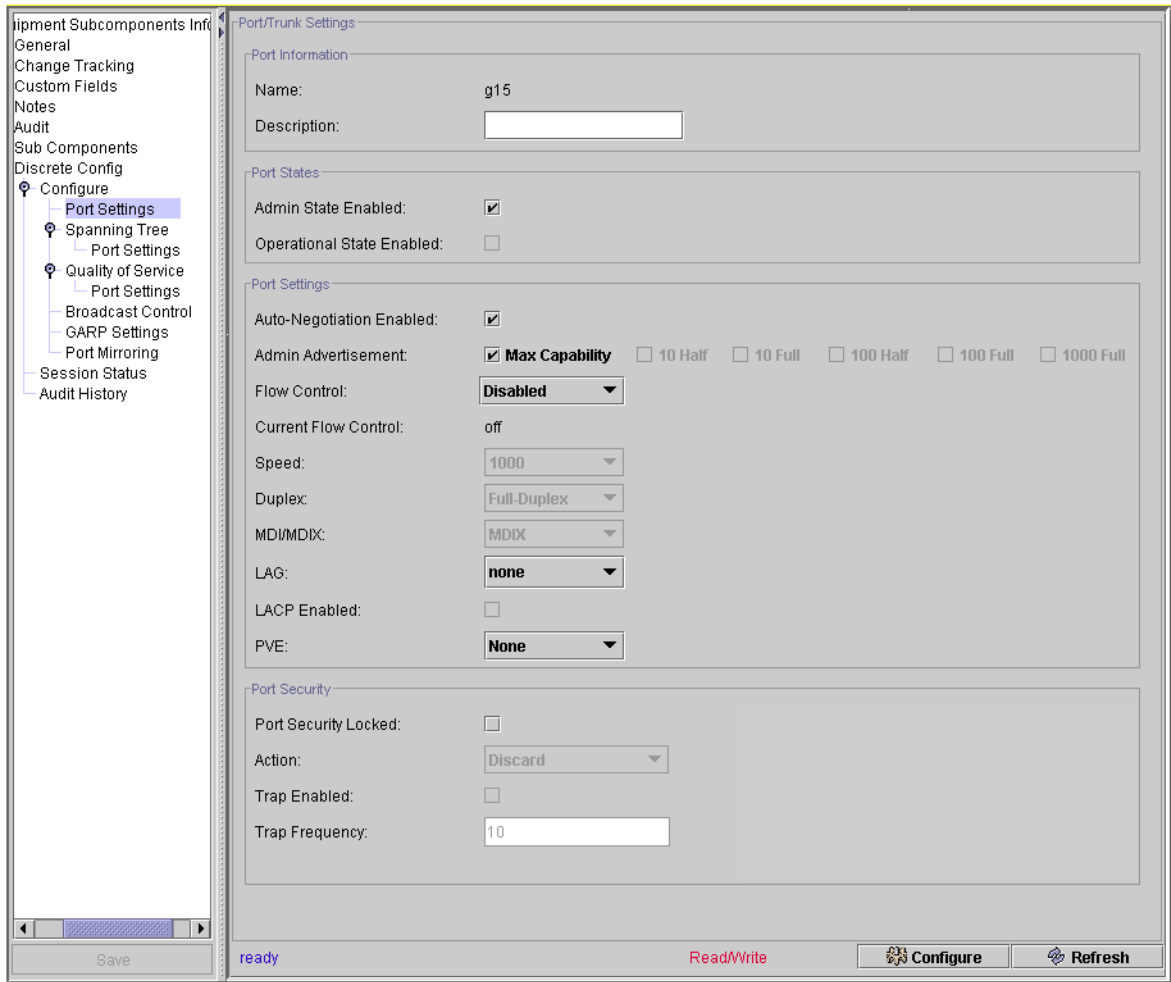 ipment Subcomponents Info
General
Change Tracking
Custom Fields
Notes
Audit
Sub Components
Discrete Config
Configure
Port Settings
Spanning Tree
Port Settings
Quality of Service
Port Settings
Broadcast Control
GARP Settings
Port Mirroring
Session Status
Audit History
Save
Port/Trunk Settings
Port Information
Name: g15
Description:
Port States
Admin State Enabled:
Operational State Enabled:
Port Settings
Auto-Negotiation Enabled:
Admin Advertisement: Max Capability 10 Half 10 Full 100 Half 100 Full 1000 Full
Flow Control: Disabled
Current Flow Control: off
Speed: 1000
Duplex: Full-Duplex
MDI/MDIX: MDIX
LAG: none
LACP Enabled:
PVE: None
Port Security
Port Security Locked:
Action: Discard
Trap Enabled:
Trap Frequency: 10
ready Read/Write Configure Refresh